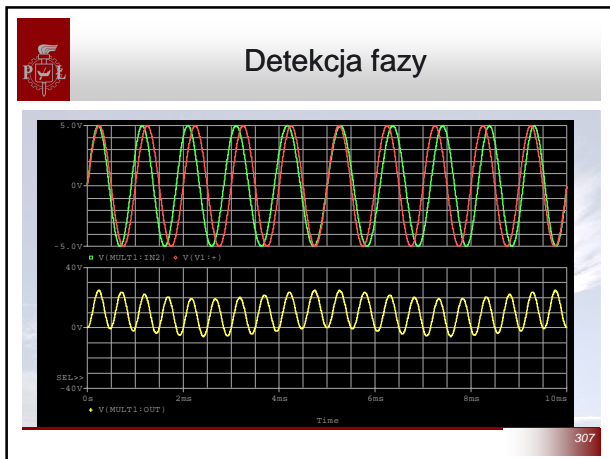 P Ł
Detekcja fazy
5.0V
0V
-5.0V
V(MULT1:IN2) V(V1:+)
40V
0V
SEL>>
-40V
0s 2ms 4ms 6ms 8ms 10ms
V(MULT1:OUT)
Time
307